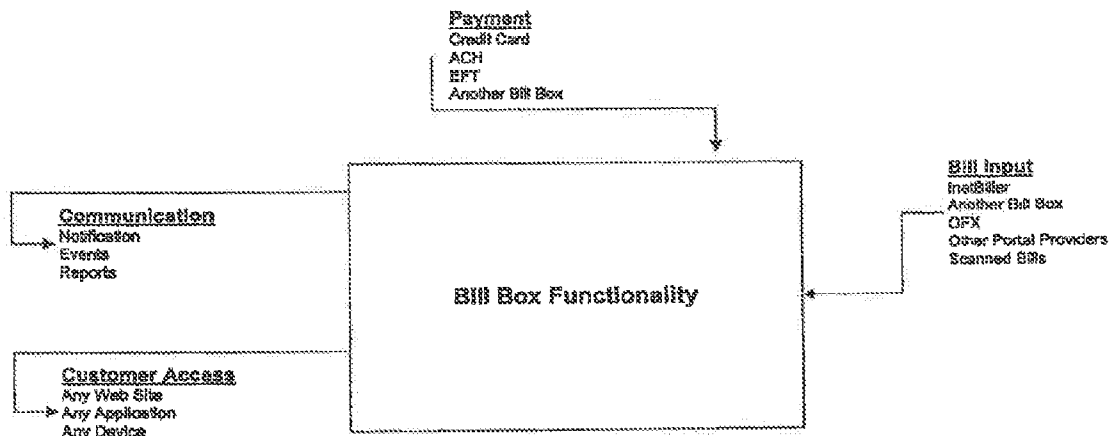 Payment
Credit Card
ACH
EFT
Another Bill Box
Bill Input
InetBiller
Another Bill Box
OFX
Other Portal Providers
Scanned Bills
Communication
Notification
Events
Reports
Bill Box Functionality
Customer Access
Any Web Site
Any Application
Any Device